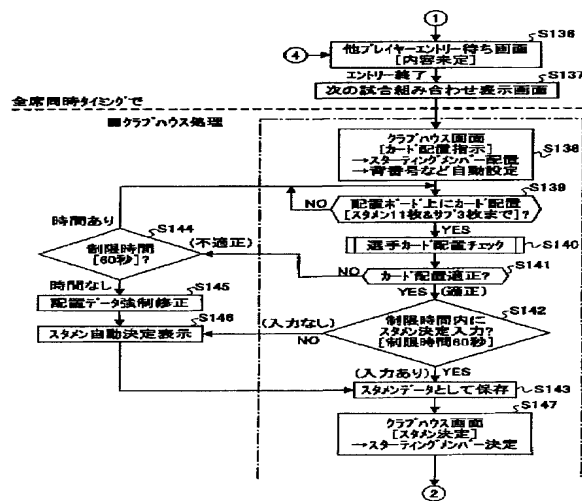 ①
S136
④
他プレイヤーエントリー待ち画面
[内容未定]
エントリー終了
S137
次の試合組み合わせ表示画面
全席同時タイミングで
■クラブハウス処理
クラブハウス画面
[カード配置指示]
→スターティングメンバー配置
→背番号など自動設定
S138
S139
NO
配置ボード上にカード配置
[スタメン11枚&サブ3枚まで]?
時間あり
S144
YES
制限時間
[60秒]?
(不適正)
選手カード配置チェック
S140
S141
NO
カード配置適正?
時間なし
S145
YES
(適正)
配置データ強制修正
S142
S146
制限時間内に
スタメン決定入力?
[制限時間60秒]
スタメン自動決定表示
(入力なし)
NO
(入力あり)
YES
S143
スタメンデータとして保存
S147
クラブハウス画面
[スタメン決定]
→スターティングメンバー決定
②